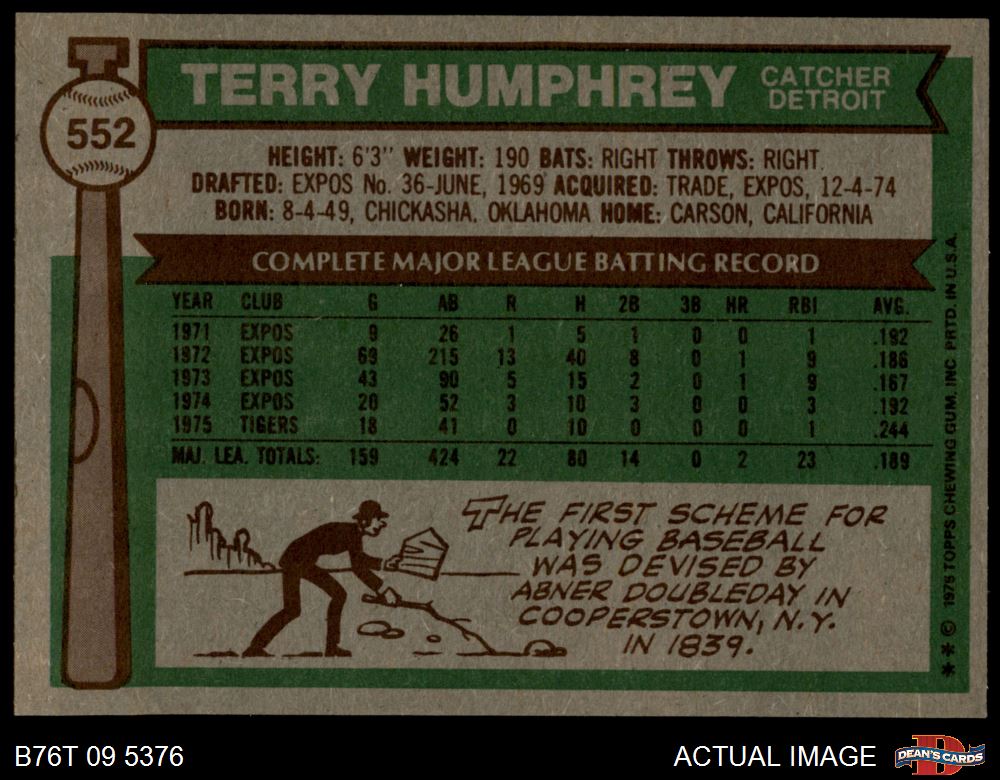 552
TERRY HUMPHREY
CATCHER
DETROIT
HEIGHT: 6'3" WEIGHT: 190 BATS: RIGHT THROWS: RIGHT
DRAFTED: EXPOS No. 36-JUNE, 1969 ACQUIRED: TRADE, EXPOS, 12-4-74
BORN: 8-4-49, CHICKASHA, OKLAHOMA HOME: CARSON, CALIFORNIA
COMPLETE MAJOR LEAGUE BATTING RECORD
YEAR CLUB G AB R H 2B 3B HR RBI AVG.
1971 EXPOS 9 26 1 5 1 0 0 1 .192
1972 EXPOS 69 215 13 40 8 0 1 9 .186
1973 EXPOS 43 90 5 15 2 0 1 9 .167
1974 EXPOS 20 52 3 10 3 0 0 3 .192
1975 TIGERS 18 41 0 10 0 0 0 1 .244
MAJ. LEA. TOTALS: 159 424 22 80 14 0 2 23 .189
THE FIRST SCHEME FOR
PLAYING BASEBALL
WAS DEVISED BY
ABNER DOUBLEDAY IN
COOPERSTOWN, N.Y.
IN 1839.
** © 1976 TOPPS CHEWING GUM, INC. PRTD. IN U.S.A.
B76T 09 5376
ACTUAL IMAGE
D
DEAN'S CARDS